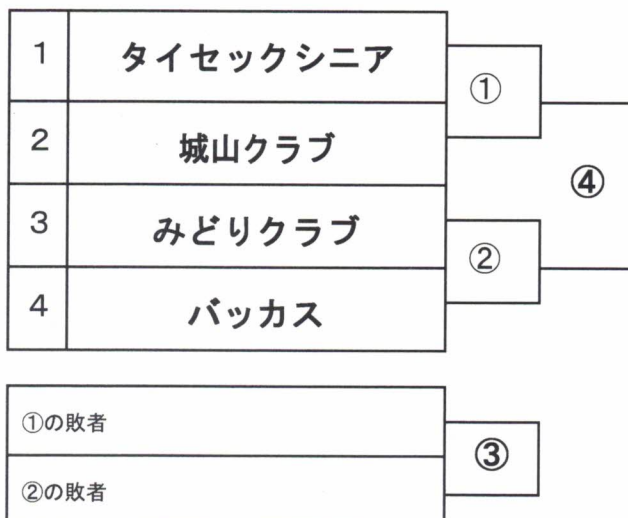 1 タイセックシニア
①
2 城山クラブ
④
3 みどりクラブ
②
4 バッカス
①の敗者
③
②の敗者